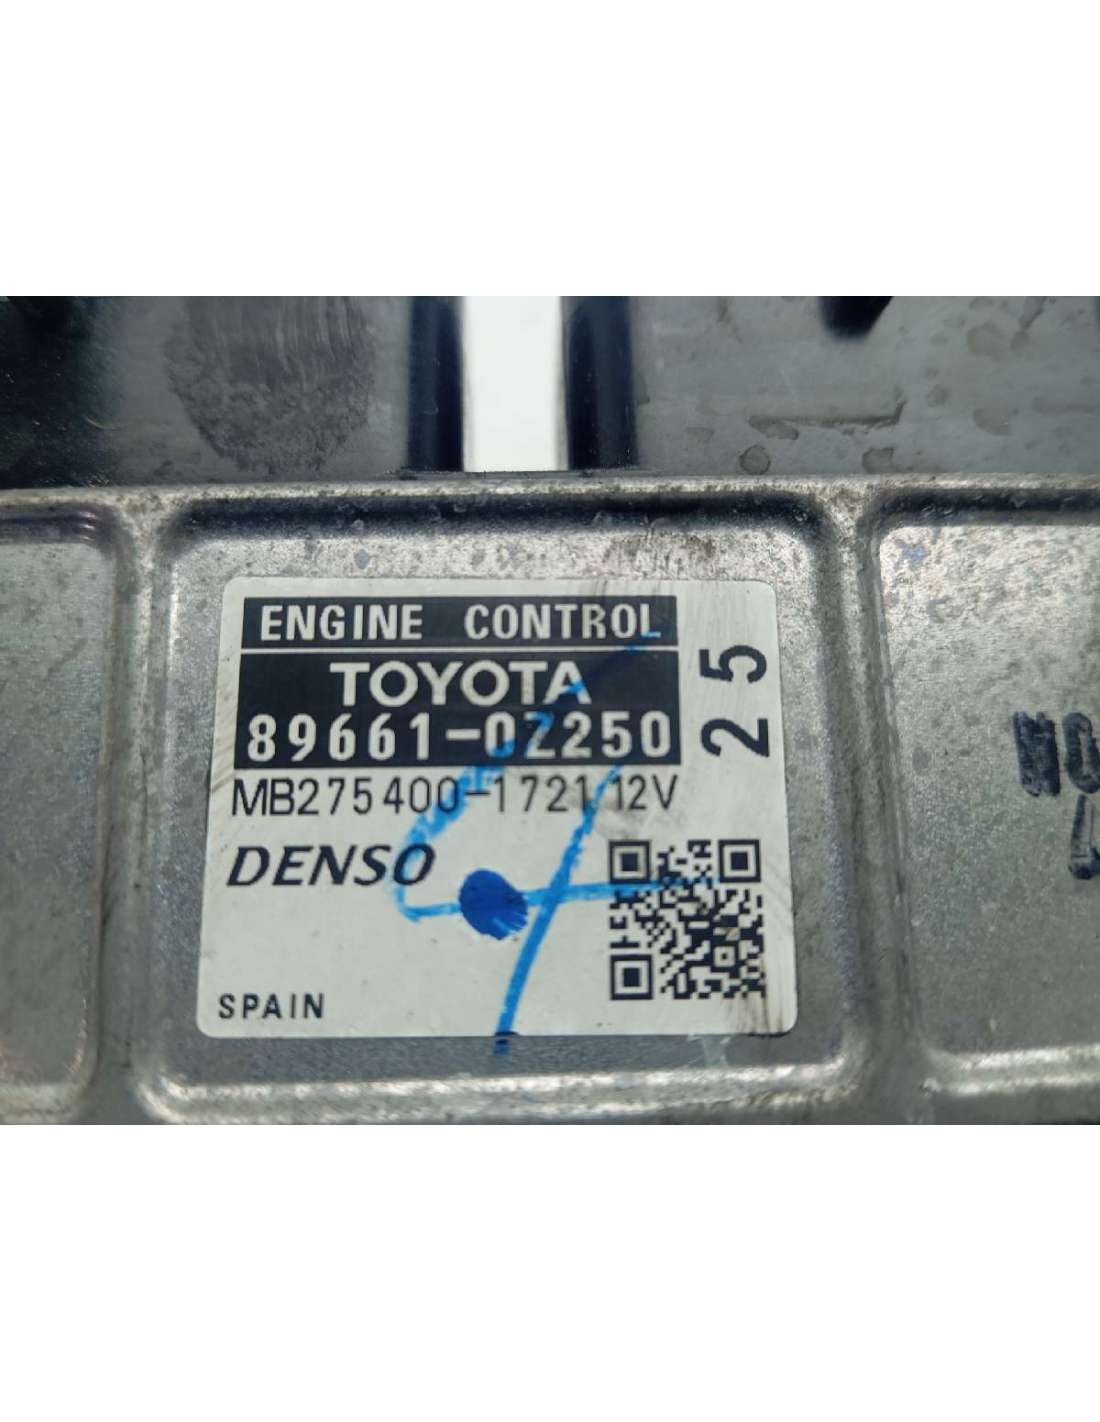 ENGINE CONTROL
TOYOTA
89661-0Z250
MB275400-1721 12V
DENSO
SPAIN
25